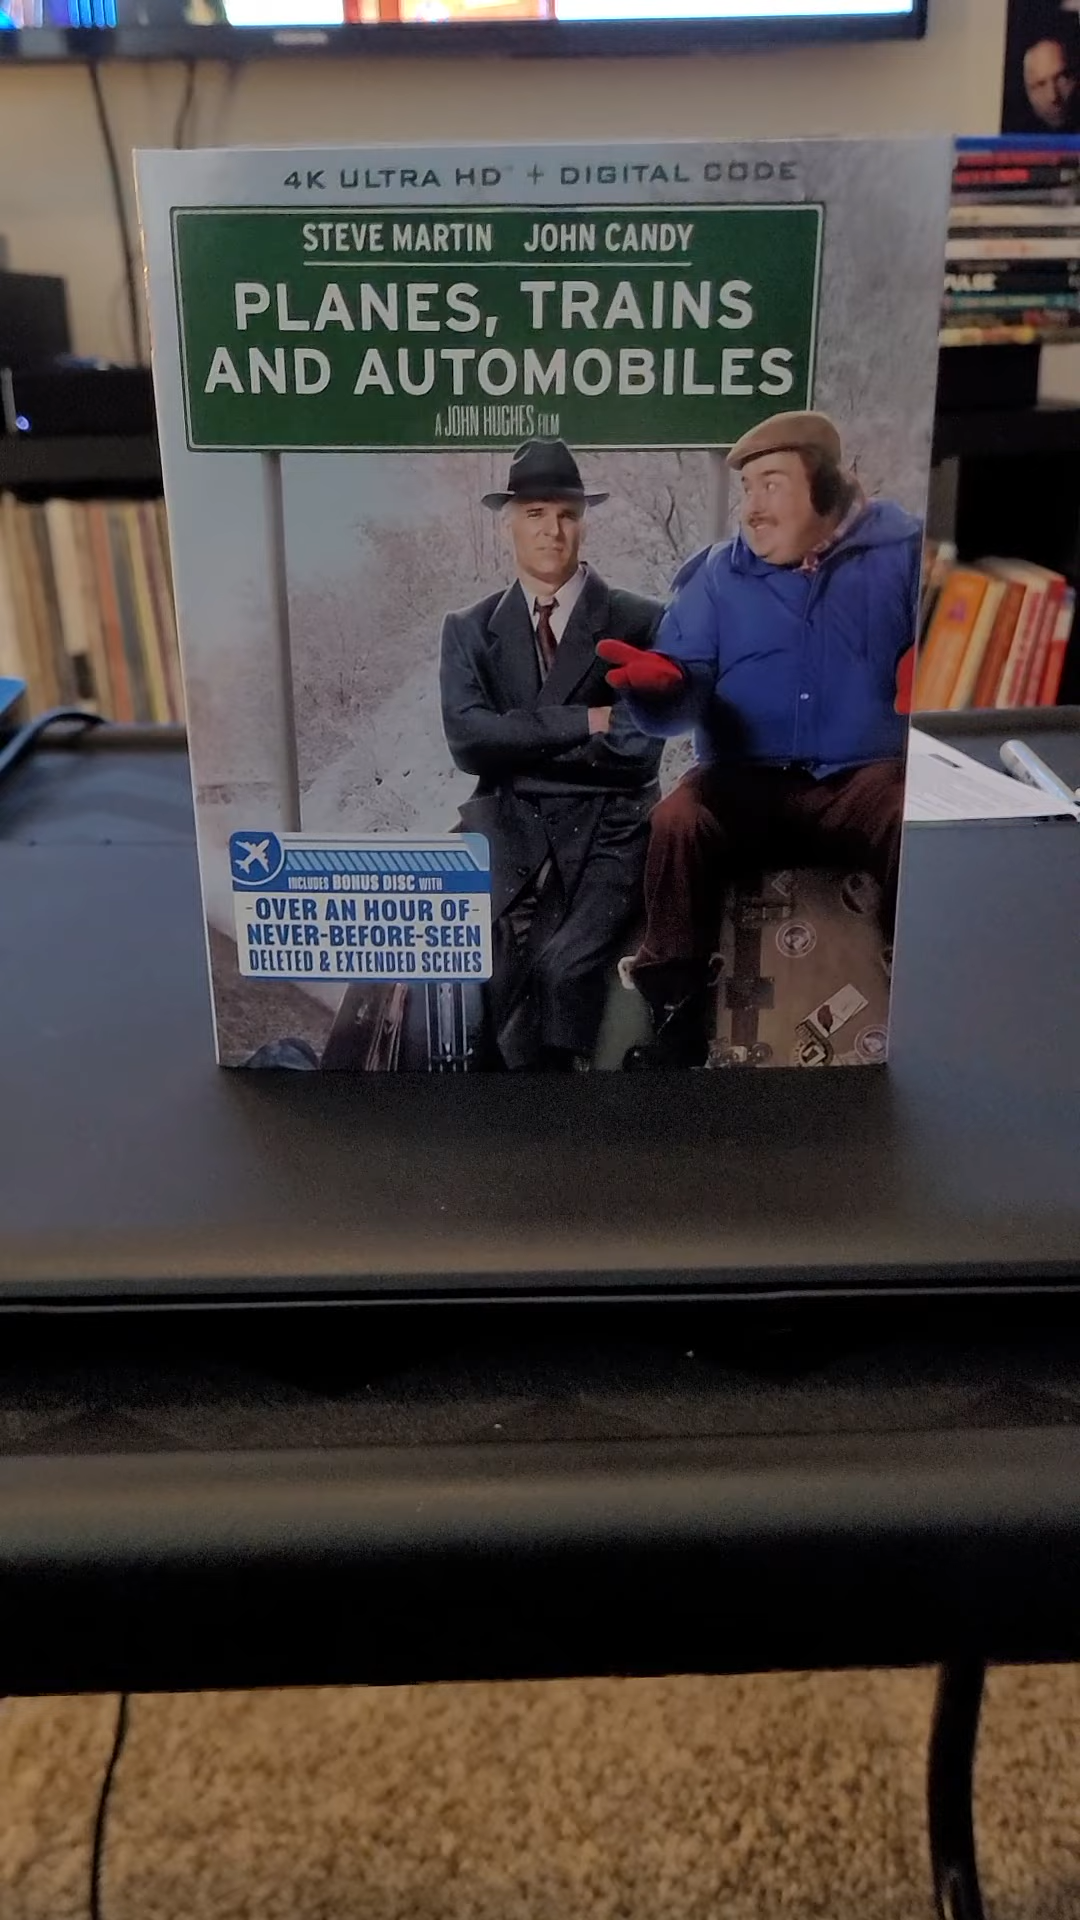 4K ULTRA HD™ + DIGITAL CODE
STEVE MARTIN JOHN CANDY
PLANES, TRAINS
AND AUTOMOBILES
A JOHN HUGHES FILM
INCLUDES BONUS DISC WITH
-OVER AN HOUR OF-
NEVER-BEFORE-SEEN
DELETED & EXTENDED SCENES